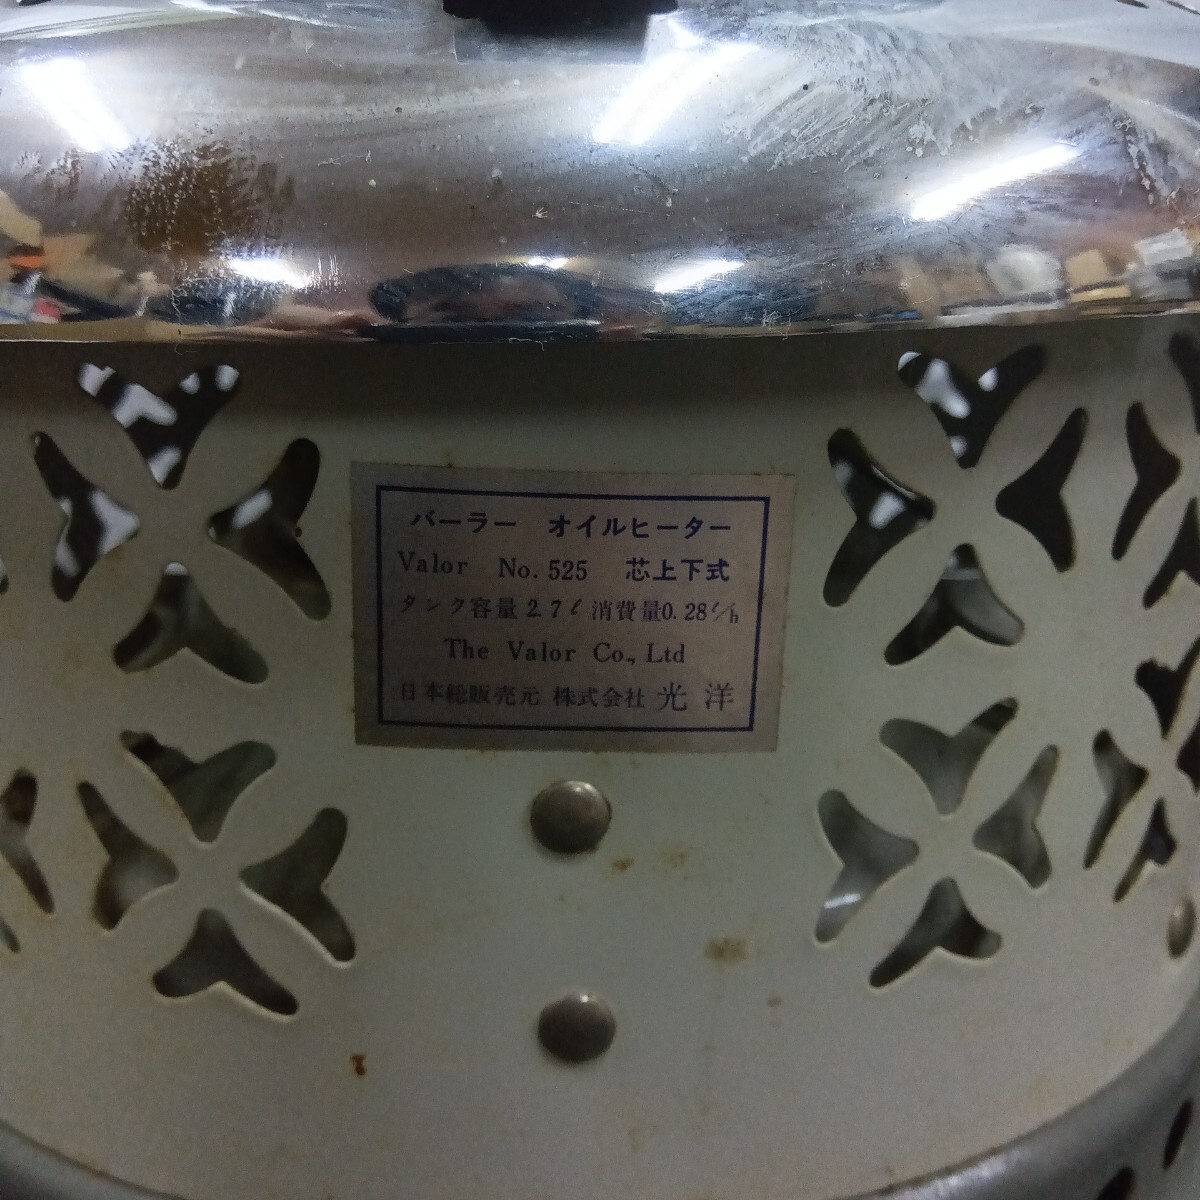 バーラー オイルヒーター
Valor No. 525 芯上下式
タンク容量 2.7ℓ 消費量0.28ℓ/h
The Valor Co., Ltd
日本総販売元 株式会社 光洋